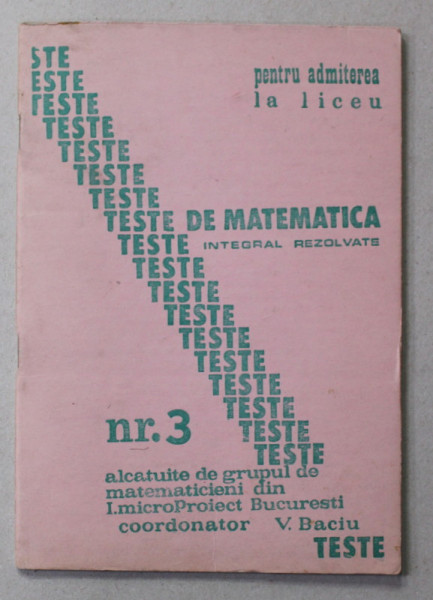 pentru admiterea
la liceu
STE
ESTE
TESTE
TESTE
TESTE
TESTE
TESTE
TESTE DE MATEMATICA
INTEGRAL REZOLVATE
TESTE
TESTE
TESTE
TESTE
TESTE
TESTE
TESTE
TESTE
TESTE
TESTE
nr. 3
alcatuite de grupul de
matematicieni din
I.microProiect Bucuresti
coordonator V. Baciu
TESTE